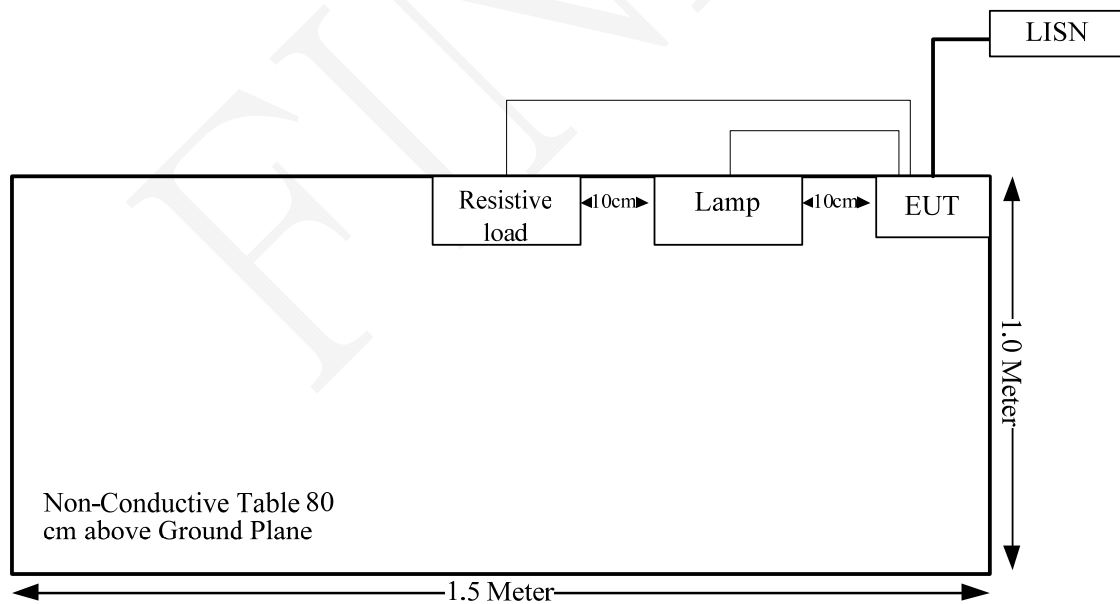 LISN
Resistive
load
10cm
Lamp
10cm
EUT
1.0 Meter
Non-Conductive Table 80
cm above Ground Plane
1.5 Meter